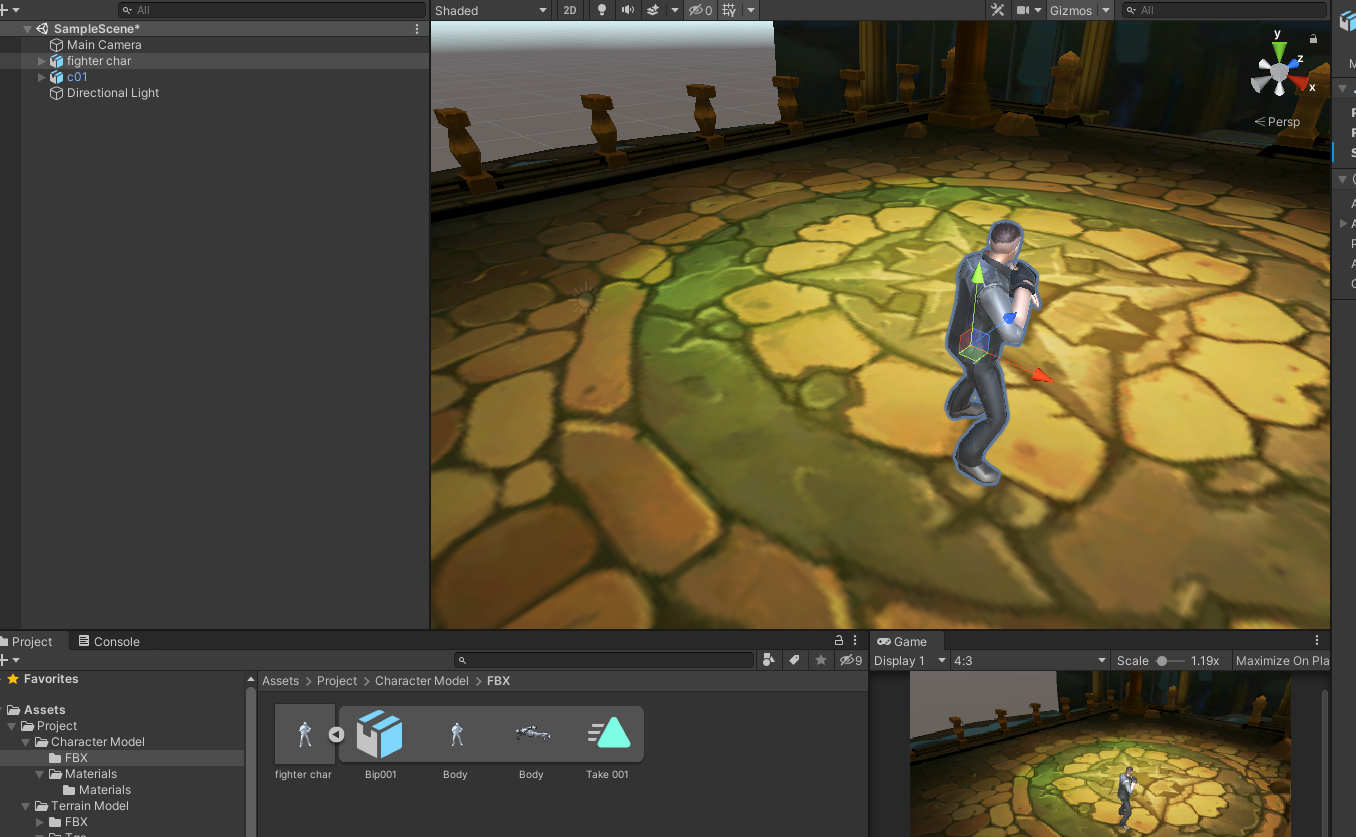 All
Shaded
2D
0
Gizmos
All
SampleScene*
Main Camera
fighter char
c01
Directional Light
y
z
x
Persp
Project
Console
9
Favorites
Assets
Project
Character Model
FBX
Materials
Materials
Terrain Model
FBX
Assets > Project > Character Model > FBX
fighter char
Bip001
Body
Body
Take 001
Game
Display 1
4:3
Scale
1.19x
Maximize On Pla